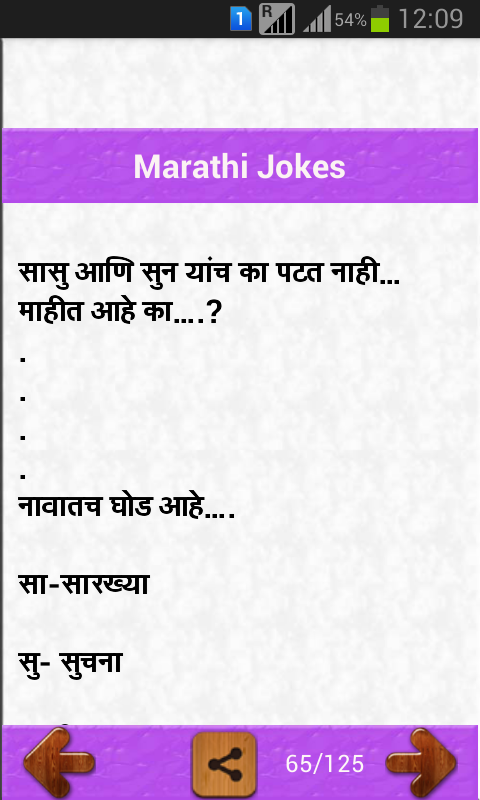 1
R
54%
12:09
Marathi Jokes
सासु आणि सुन यांच का पटत नाही...
माहीत आहे का....?
.
.
.
.
नावातच घोड आहे....
सा-सारख्या
सु- सुचना
65/125